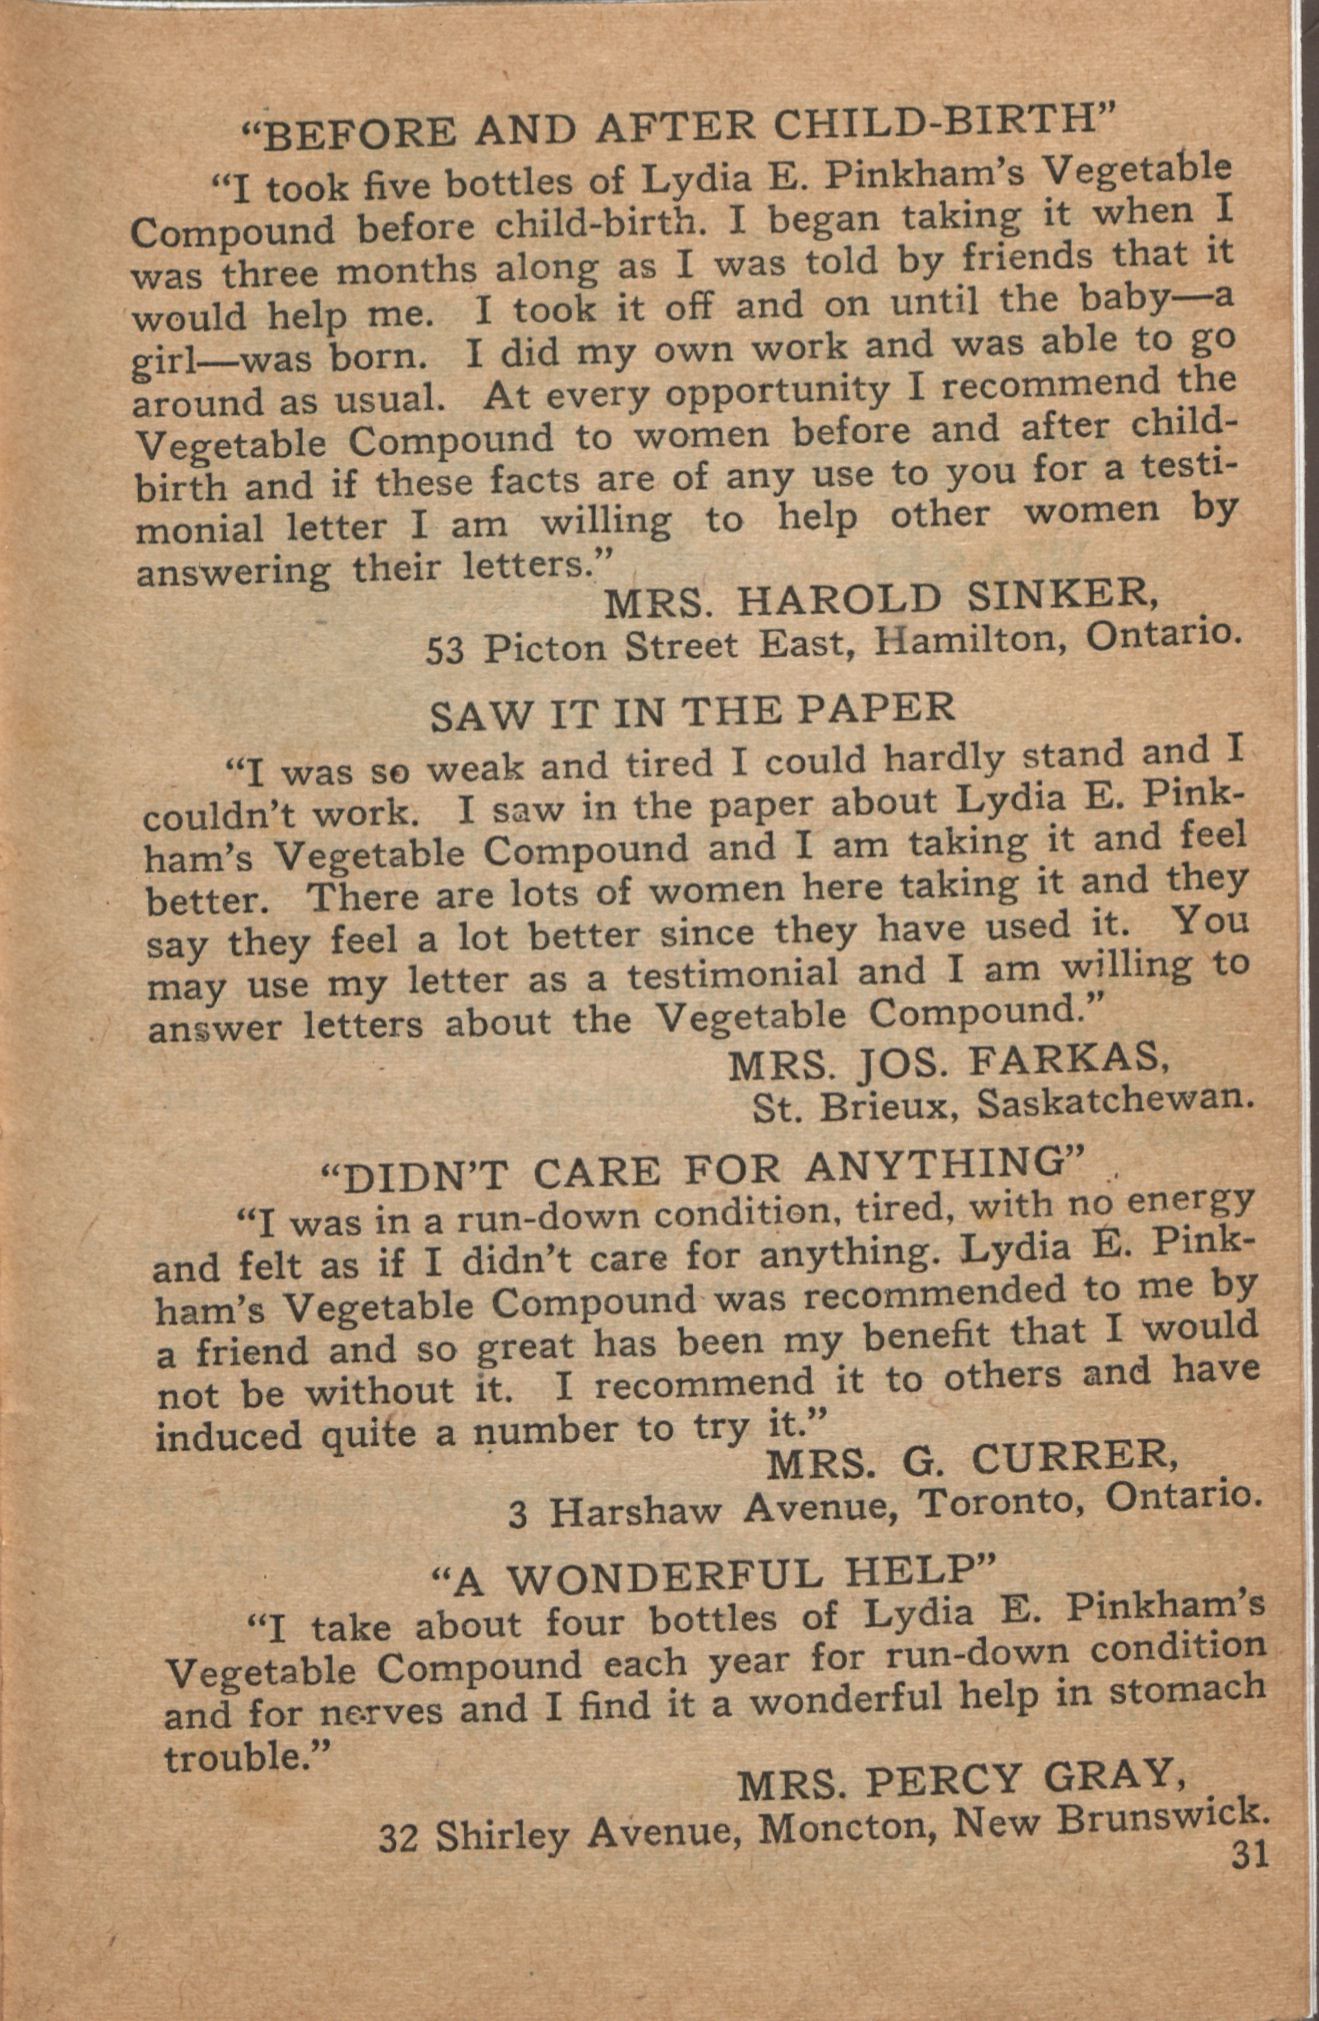 “BEFORE AND AFTER CHILD-BIRTH”
“I took five bottles of Lydia E. Pinkham’s Vegetable
Compound before child-birth. I began taking it when I
was three months along as I was told by friends that it
would help me. I took it off and on until the baby—a
girl—was born. I did my own work and was able to go
around as usual. At every opportunity I recommend the
Vegetable Compound to women before and after child-
birth and if these facts are of any use to you for a testi-
monial letter I am willing to help other women by
answering their letters.”
MRS. HAROLD SINKER,
53 Picton Street East, Hamilton, Ontario.
SAW IT IN THE PAPER
“I was so weak and tired I could hardly stand and I
couldn’t work. I saw in the paper about Lydia E. Pink-
ham’s Vegetable Compound and I am taking it and feel
better. There are lots of women here taking it and they
say they feel a lot better since they have used it. You
may use my letter as a testimonial and I am willing to
answer letters about the Vegetable Compound.”
MRS. JOS. FARKAS,
St. Brieux, Saskatchewan.
“DIDN’T CARE FOR ANYTHING”
“I was in a run-down condition, tired, with no energy
and felt as if I didn’t care for anything. Lydia E. Pink-
ham’s Vegetable Compound was recommended to me by
a friend and so great has been my benefit that I would
not be without it. I recommend it to others and have
induced quite a number to try it.”
MRS. G. CURRER,
3 Harshaw Avenue, Toronto, Ontario.
“A WONDERFUL HELP”
“I take about four bottles of Lydia E. Pinkham’s
Vegetable Compound each year for run-down condition
and for nerves and I find it a wonderful help in stomach
trouble.”
MRS. PERCY GRAY,
32 Shirley Avenue, Moncton, New Brunswick.
31